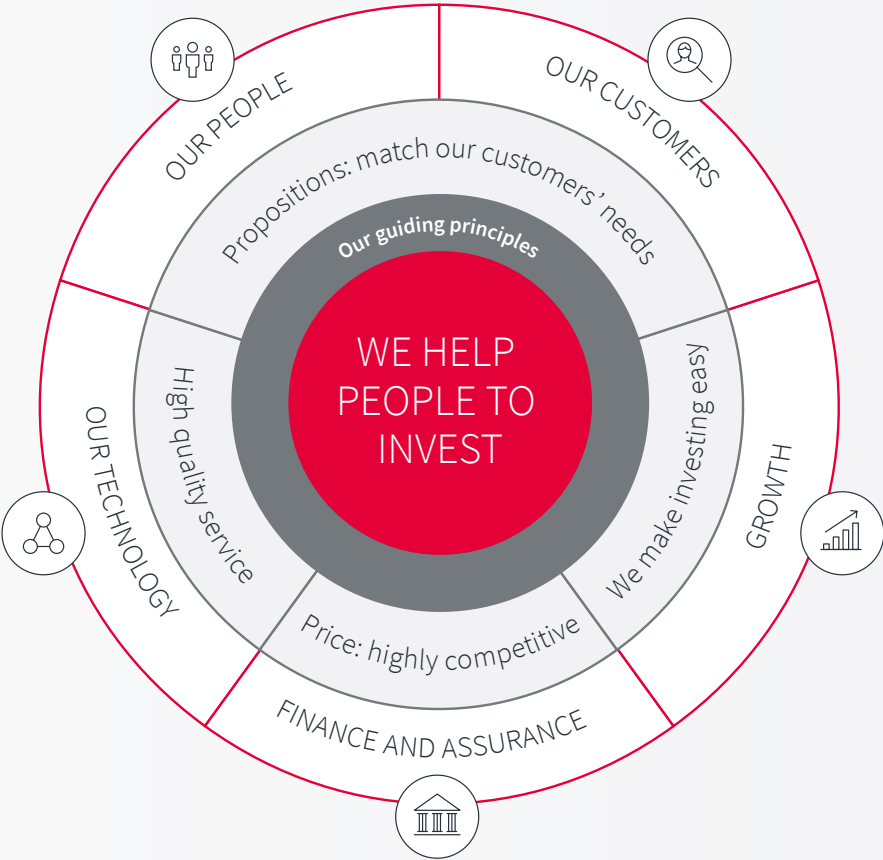 OUR PEOPLE
OUR CUSTOMERS
Propositions: match our customers’ needs
Our guiding principles
WE HELP
PEOPLE TO
INVEST
High quality service
We make investing easy
OUR TECHNOLOGY
GROWTH
Price: highly competitive
FINANCE AND ASSURANCE